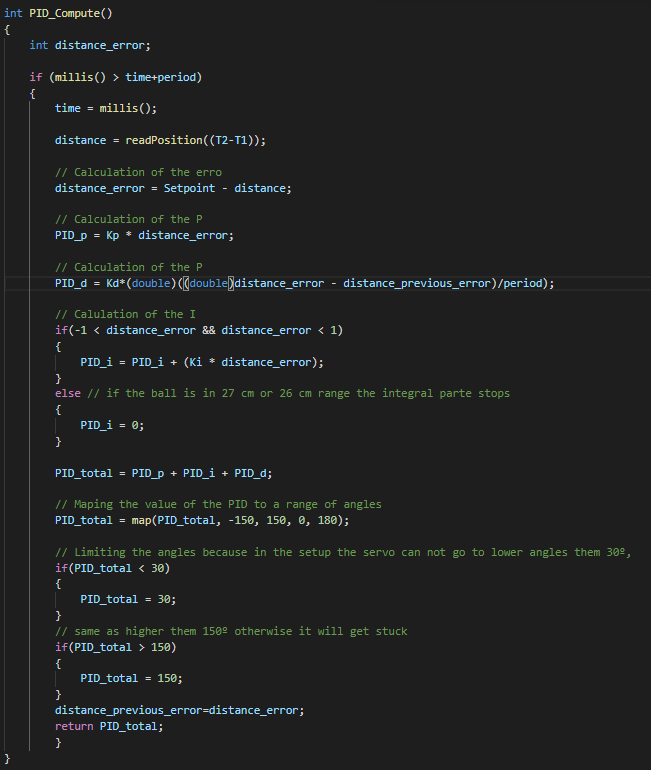 int PID_Compute()
{
int distance_error;
if (millis() > time+period)
{
time = millis();
distance = readPosition((T2-T1));
// Calculation of the erro
distance_error = Setpoint - distance;
// Calculation of the P
PID_p = Kp * distance_error;
// Calculation of the P
PID_d = Kd*(double)(((double)distance_error - distance_previous_error)/period);
// Calulation of the I
if(-1 < distance_error && distance_error < 1)
{
PID_i = PID_i + (Ki * distance_error);
}
else // if the ball is in 27 cm or 26 cm range the integral parte stops
{
PID_i = 0;
}
PID_total = PID_p + PID_i + PID_d;
// Maping the value of the PID to a range of angles
PID_total = map(PID_total, -150, 150, 0, 180);
// Limiting the angles because in the setup the servo can not go to lower angles them 30º,
if(PID_total < 30)
{
PID_total = 30;
}
// same as higher them 150º otherwise it will get stuck
if(PID_total > 150)
{
PID_total = 150;
}
distance_previous_error=distance_error;
return PID_total;
}
}